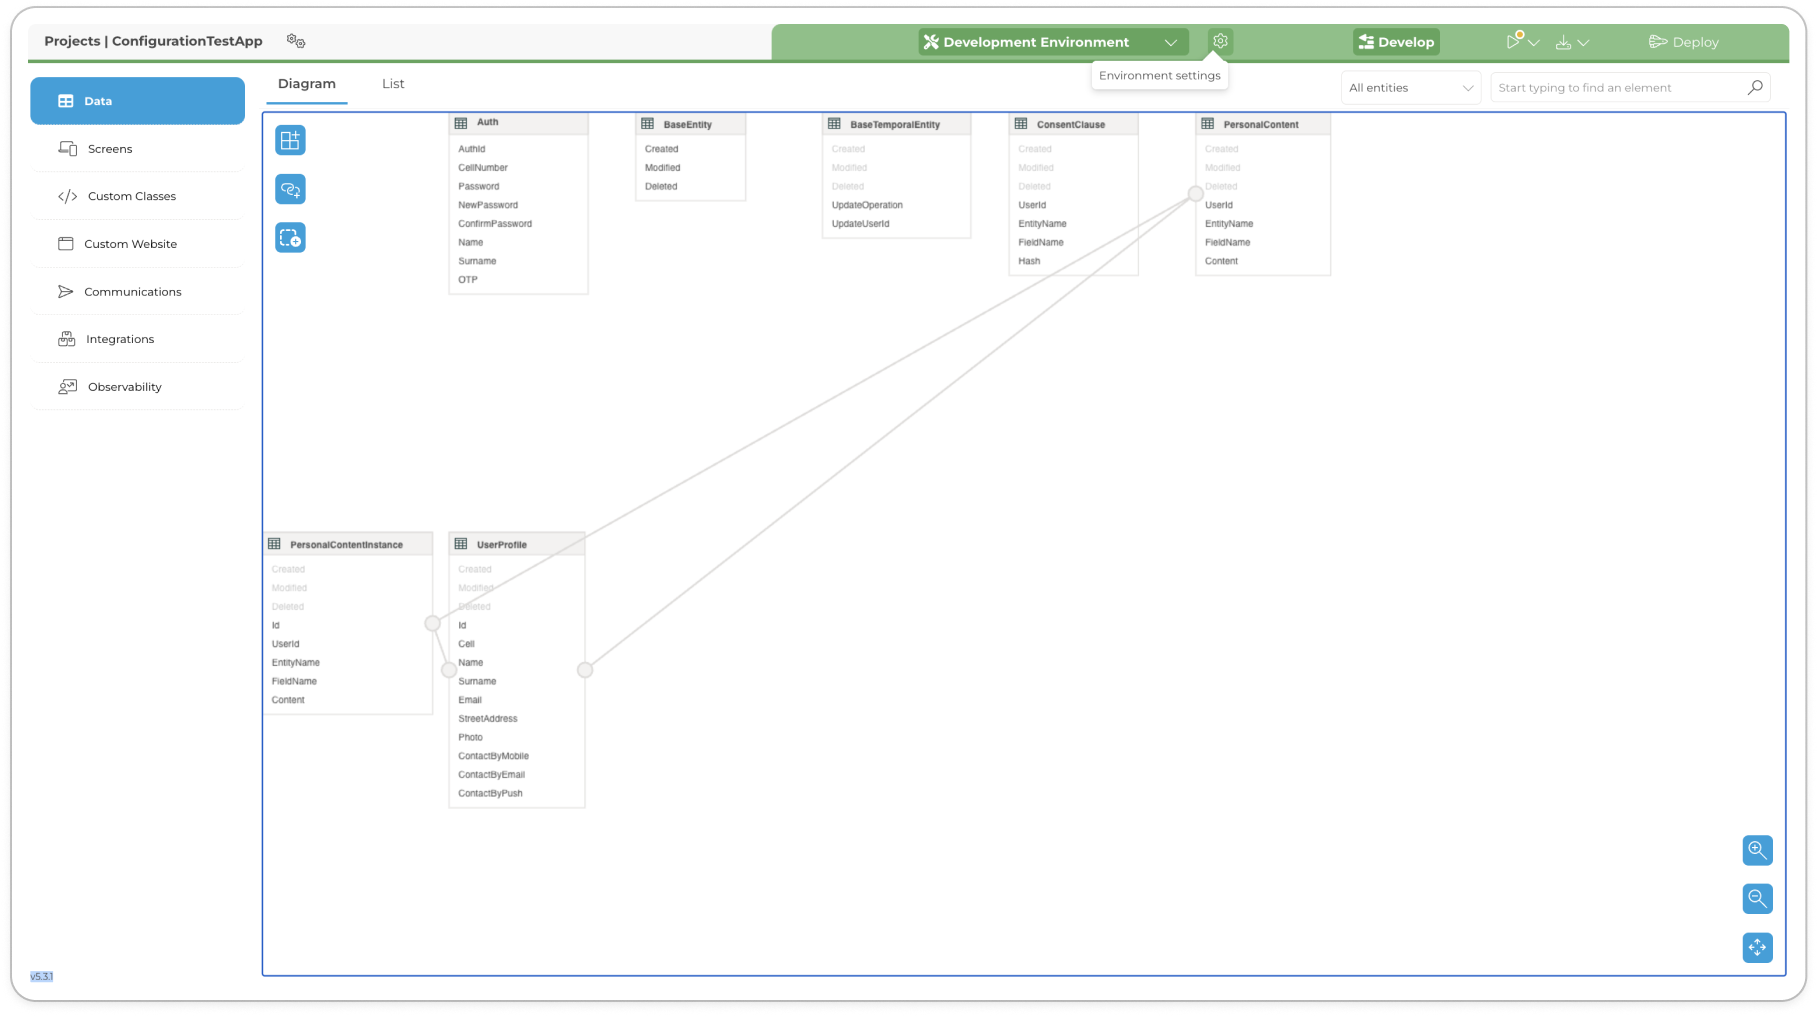 Projects | ConfigurationTestApp
Development Environment
Develop
Deploy
Environment settings
Data
Screens
Custom Classes
Custom Website
Communications
Integrations
Observability
v5.3.1
Diagram
List
All entities
Start typing to find an element
Auth
AuthId
CellNumber
Password
NewPassword
ConfirmPassword
Name
Surname
OTP
BaseEntity
Created
Modified
Deleted
BaseTemporalEntity
Created
Modified
Deleted
UpdateOperation
UpdateUserId
ConsentClause
Created
Modified
Deleted
UserId
EntityName
FieldName
Hash
PersonalContent
Created
Modified
Deleted
UserId
EntityName
FieldName
Content
PersonalContentInstance
Created
Modified
Deleted
Id
UserId
EntityName
FieldName
Content
UserProfile
Created
Modified
Deleted
Id
Cell
Name
Surname
Email
StreetAddress
Photo
ContactByMobile
ContactByEmail
ContactByPush